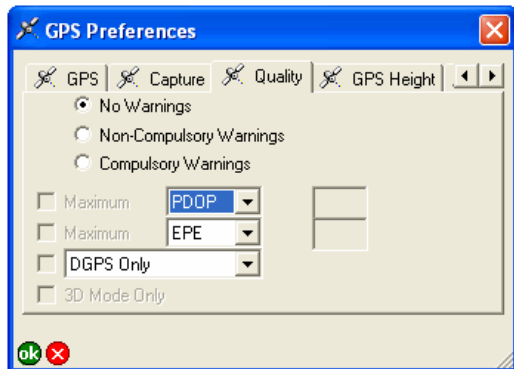 GPS Preferences
GPS Capture Quality GPS Height
No Warnings
Non-Compulsory Warnings
Compulsory Warnings
Maximum PDOP
Maximum EPE
DGPS Only
3D Mode Only
ok